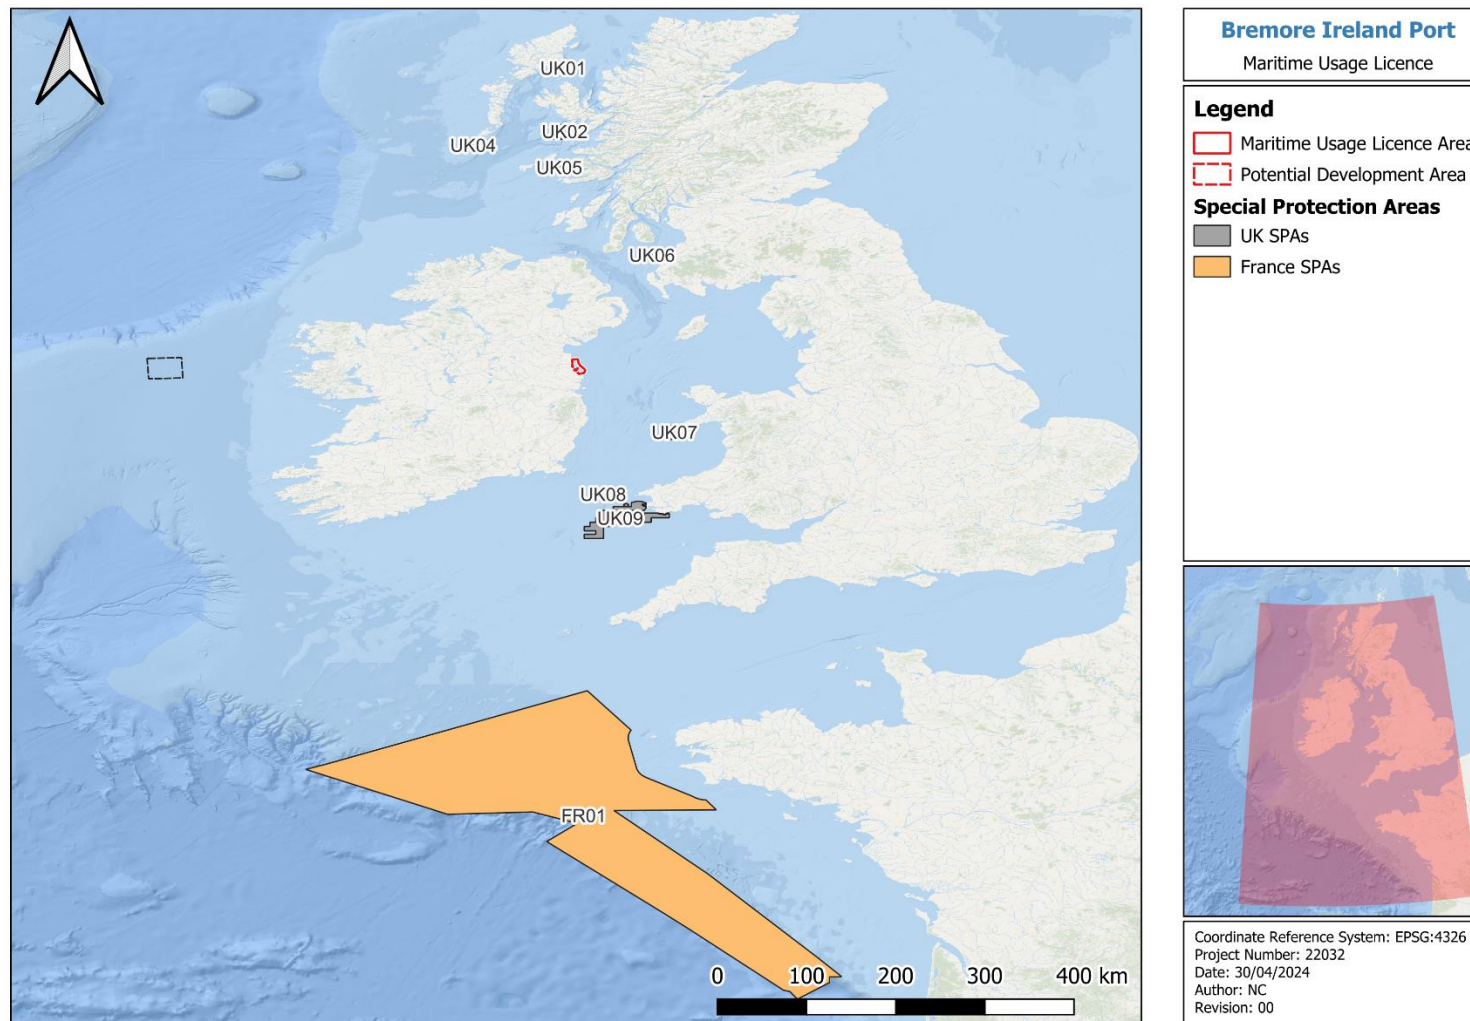 UK01
UK02
UK04
UK05
UK06
UK07
UK08
UK09
FR01
0 100 200 300 400 km
Bremore Ireland Port
Maritime Usage Licence
Legend
Maritime Usage Licence Area
Potential Development Area
Special Protection Areas
UK SPAs
France SPAs
Coordinate Reference System: EPSG:4326
Project Number: 22032
Date: 30/04/2024
Author: NC
Revision: 00